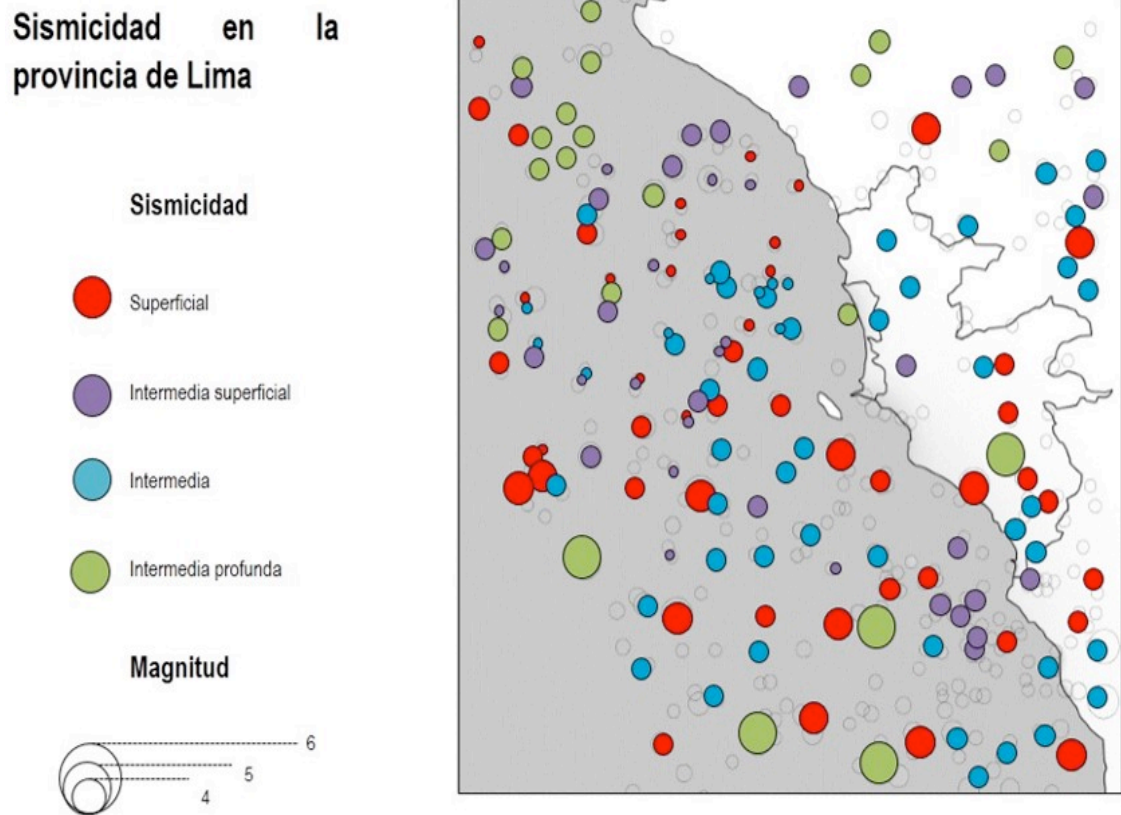 Sismicidad en la
provincia de Lima
Sismicidad
Superficial
Intermedia superficial
Intermedia
Intermedia profunda
Magnitud
6
5
4